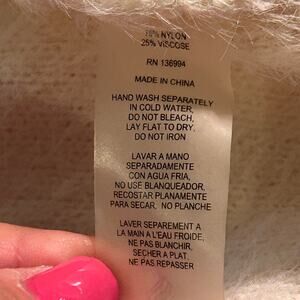 NYLON
25% VISCOSE
RN 136994
MADE IN CHINA
HAND WASH SEPARATELY
IN COLD WATER,
DO NOT BLEACH,
LAY FLAT TO DRY,
DO NOT IRON
LAVAR A MANO
SEPARADAMENTE
CON AGUA FRIA,
NO USE BLANQUEADOR,
RECOSTAR PLANAMENTE
PARA SECAR, NO PLANCHE
LAVER SEPAREMENT A
LA MAIN A L'EAU FROIDE,
NE PAS BLANCHIR,
SECHER A PLAT,
NE PAS REPASSER